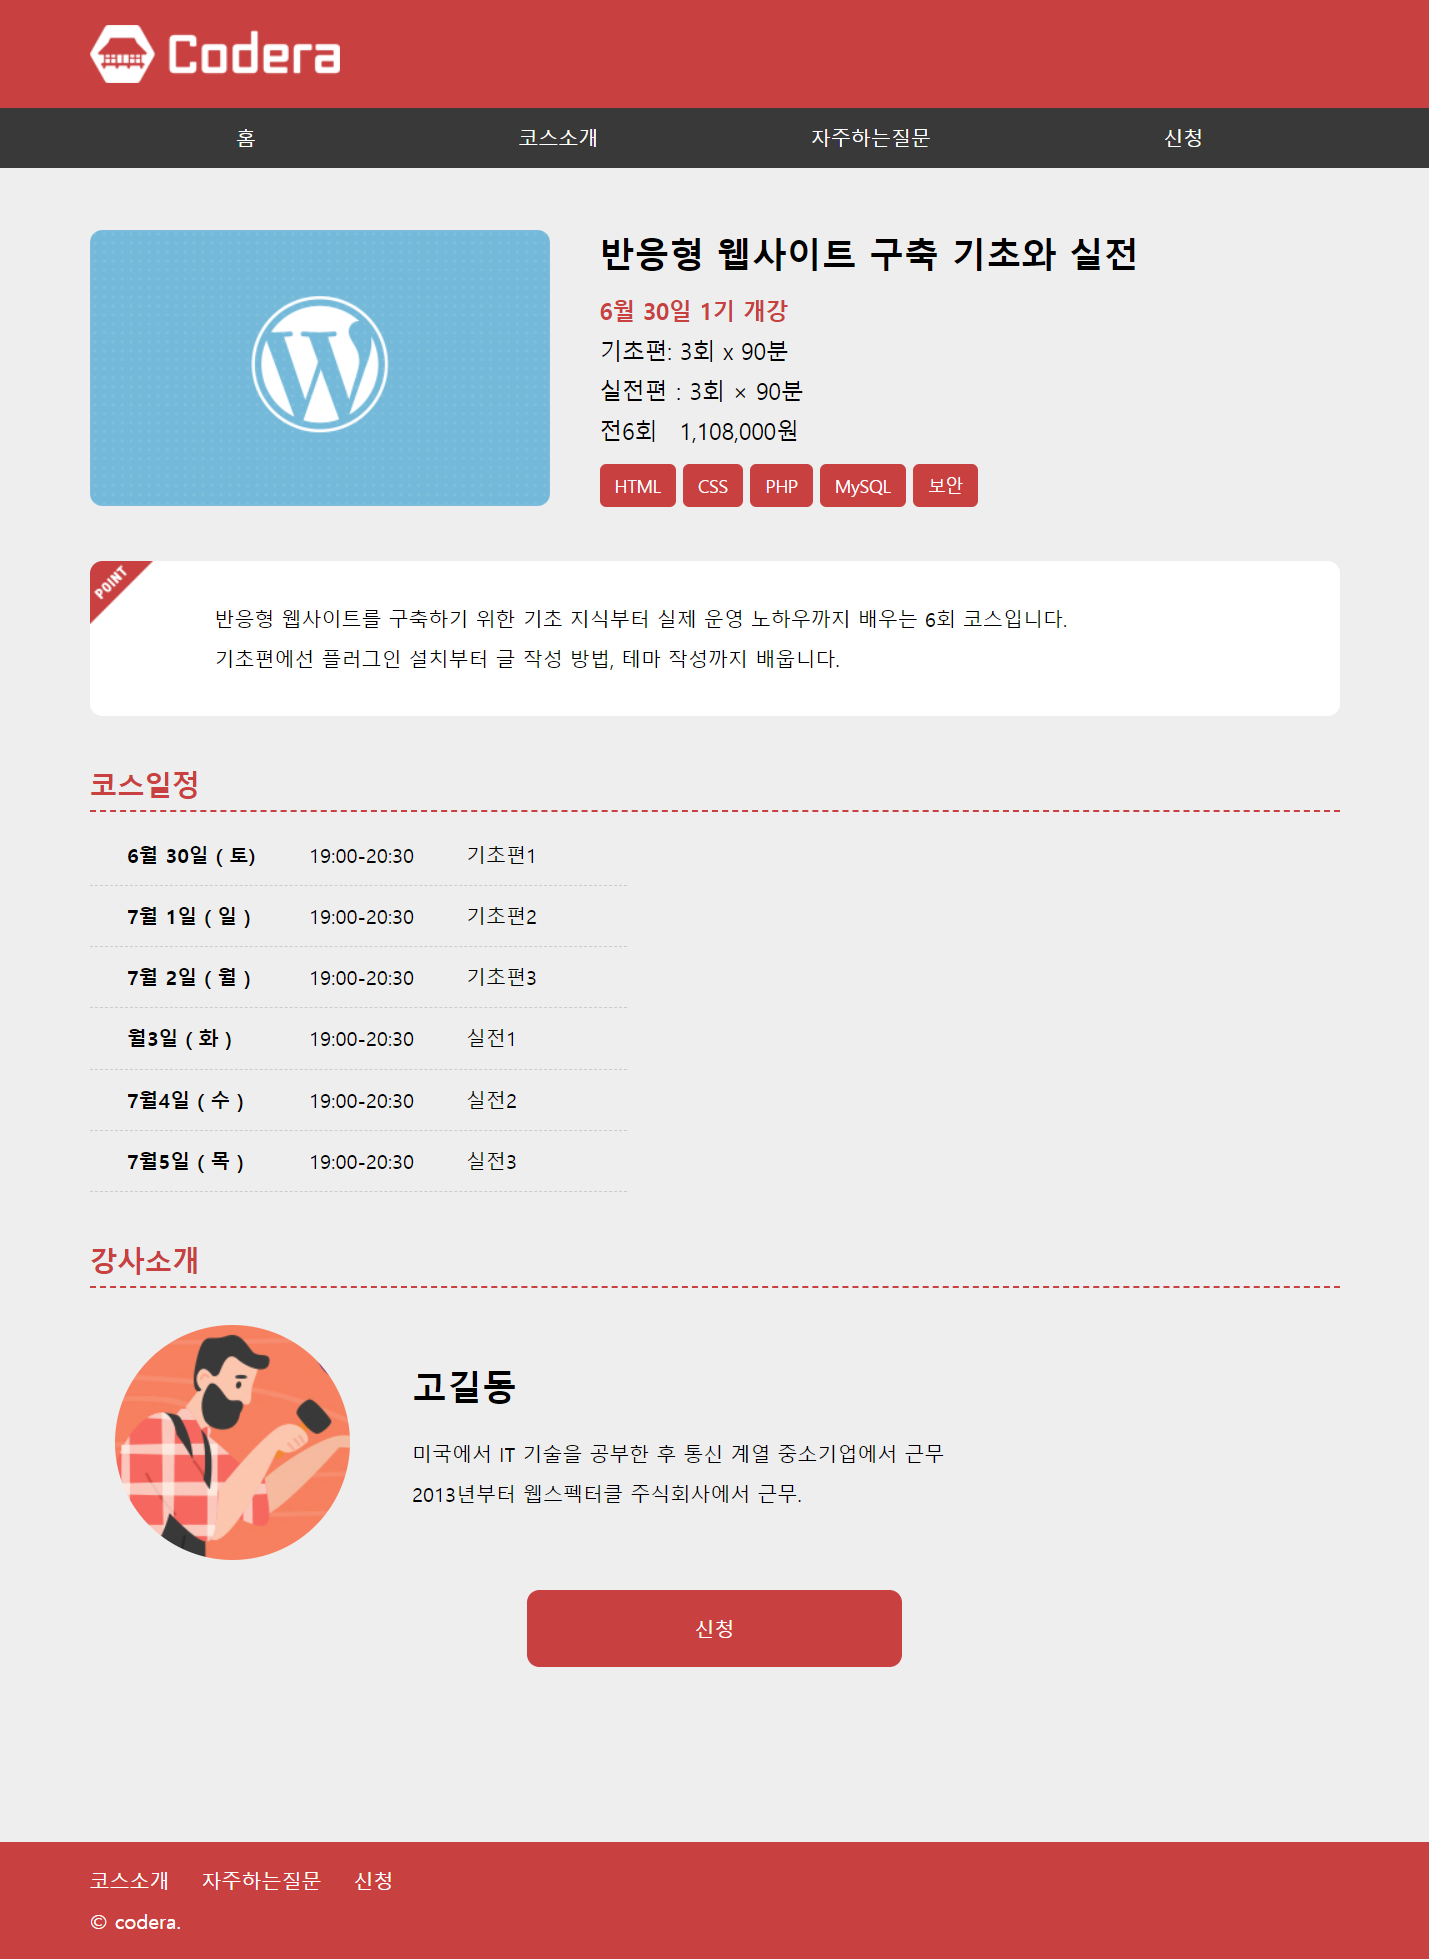 Codera
홈 코스소개 자주하는질문 신청
반응형 웹사이트 구축 기초와 실전
6월 30일 1기 개강
기초편: 3회 x 90분
실전편 : 3회 × 90분
전6회 1,108,000원
HTML CSS PHP MySQL 보안
POINT
반응형 웹사이트를 구축하기 위한 기초 지식부터 실제 운영 노하우까지 배우는 6회 코스입니다.
기초편에선 플러그인 설치부터 글 작성 방법, 테마 작성까지 배웁니다.
코스일정
6월 30일 ( 토) 19:00-20:30 기초편1
7월 1일 ( 일 ) 19:00-20:30 기초편2
7월 2일 ( 월 ) 19:00-20:30 기초편3
월3일 ( 화 ) 19:00-20:30 실전1
7월4일 ( 수 ) 19:00-20:30 실전2
7월5일 ( 목 ) 19:00-20:30 실전3
강사소개
고길동
미국에서 IT 기술을 공부한 후 통신 계열 중소기업에서 근무
2013년부터 웹스펙터클 주식회사에서 근무.
신청
코스소개 자주하는질문 신청
© codera.